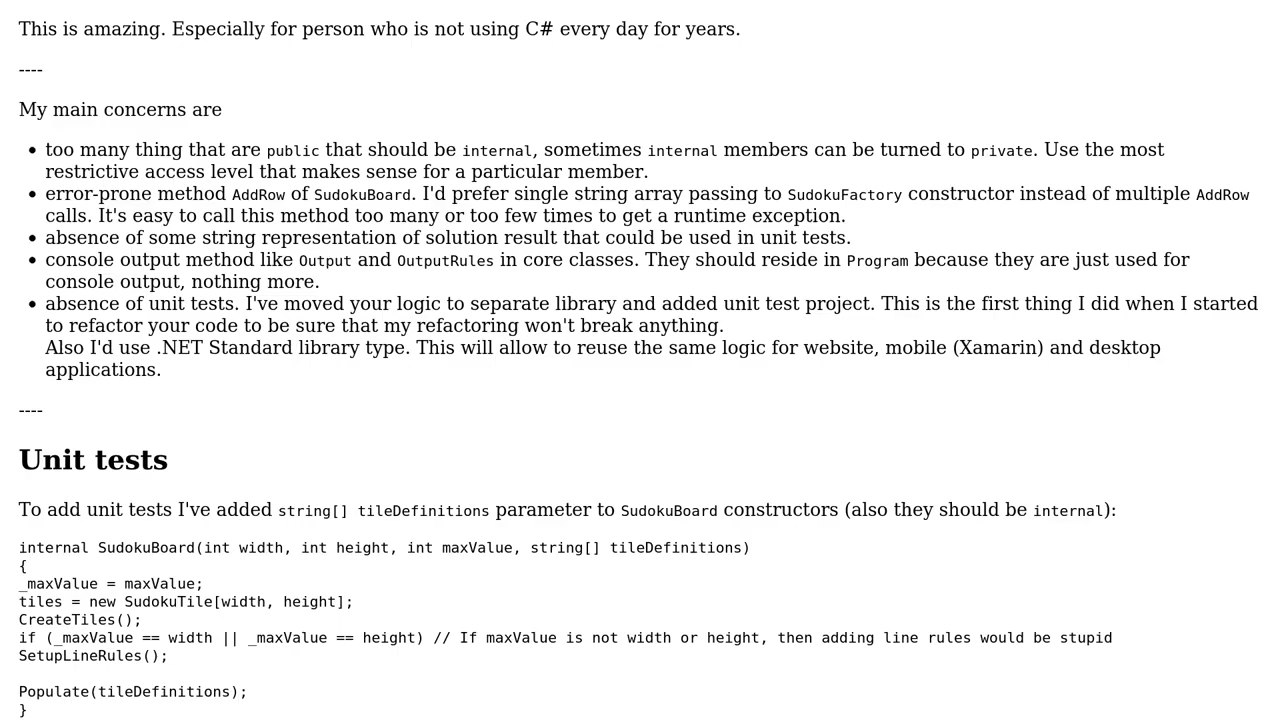 This is amazing. Especially for person who is not using C# every day for years.
----
My main concerns are
• too many thing that are public that should be internal, sometimes internal members can be turned to private. Use the most
restrictive access level that makes sense for a particular member.
• error-prone method AddRow of SudokuBoard. I'd prefer single string array passing to SudokuFactory constructor instead of multiple AddRow
calls. It's easy to call this method too many or too few times to get a runtime exception.
• absence of some string representation of solution result that could be used in unit tests.
• console output method like Output and OutputRules in core classes. They should reside in Program because they are just used for
console output, nothing more.
• absence of unit tests. I've moved your logic to separate library and added unit test project. This is the first thing I did when I started
to refactor your code to be sure that my refactoring won't break anything.
Also I'd use .NET Standard library type. This will allow to reuse the same logic for website, mobile (Xamarin) and desktop
applications.
----
Unit tests
To add unit tests I've added string[] tileDefinitions parameter to SudokuBoard constructors (also they should be internal):
internal SudokuBoard(int width, int height, int maxValue, string[] tileDefinitions)
{
_maxValue = maxValue;
tiles = new SudokuTile[width, height];
CreateTiles();
if (_maxValue == width || _maxValue == height) // If maxValue is not width or height, then adding line rules would be stupid
SetupLineRules();
Populate(tileDefinitions);
}